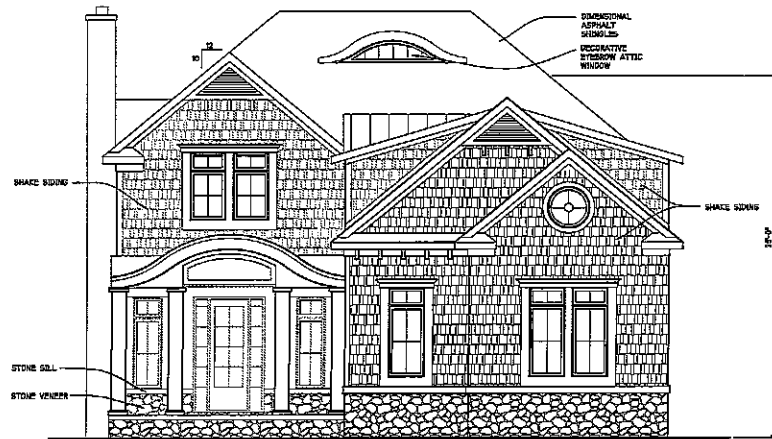 DIMENSIONAL
ASPHALT
SHINGLES
DECORATIVE
EYEBROW ATTIC
WINDOW
12
10
SHAKE SIDING
SHAKE SIDING
STONE SILL
STONE VENEER